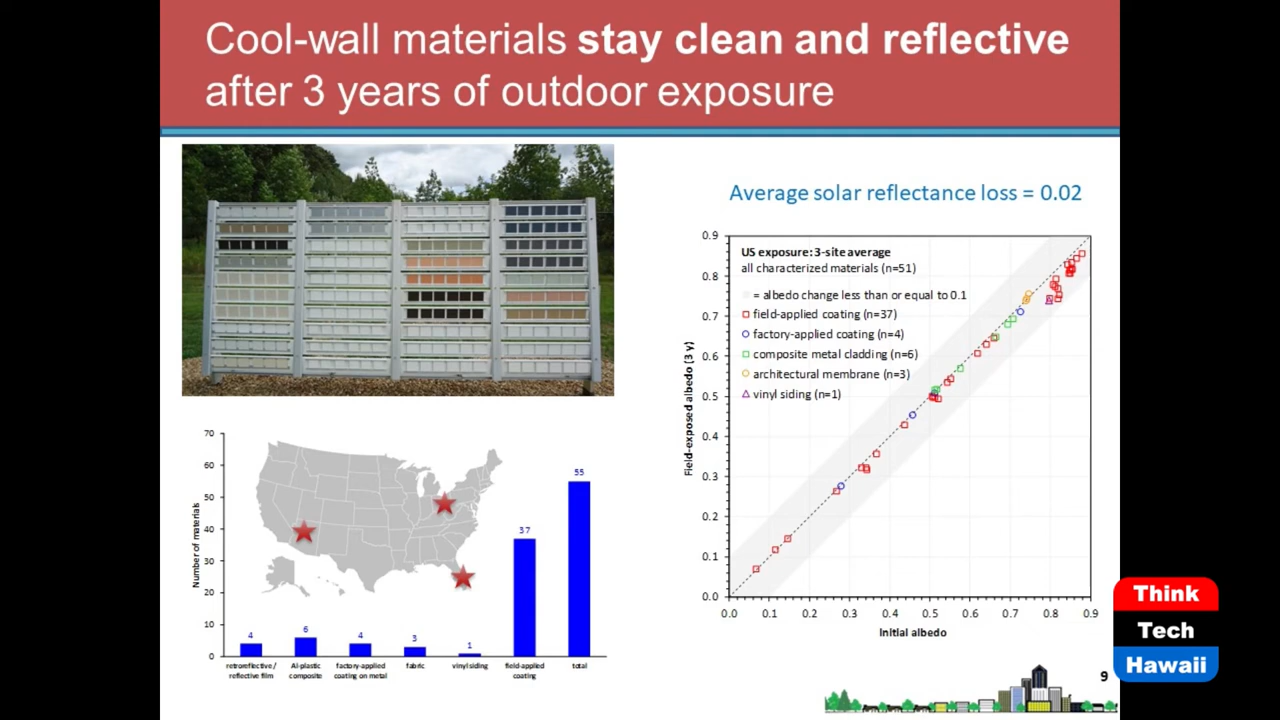 Cool-wall materials stay clean and reflective
after 3 years of outdoor exposure
Average solar reflectance loss = 0.02
0.9
0.8
0.7
0.6
0.5
0.4
0.3
0.2
0.1
0.0
Field-exposed albedo (3 y)
US exposure: 3-site average
all characterized materials (n=51)
= albedo change less than or equal to 0.1
field-applied coating (n=37)
factory-applied coating (n=4)
composite metal cladding (n=6)
architectural membrane (n=3)
vinyl siding (n=1)
0.0 0.1 0.2 0.3 0.4 0.5 0.6 0.7 0.8 0.9
Initial albedo
70
60
50
40
30
20
10
0
Number of materials
4 6 4 3 1 37 55
retroreflective/
reflective film
Al-plastic
composite
factory-applied
coating on metal
fabric
vinyl siding
field-applied
coating
total
9
Think
Tech
Hawaii